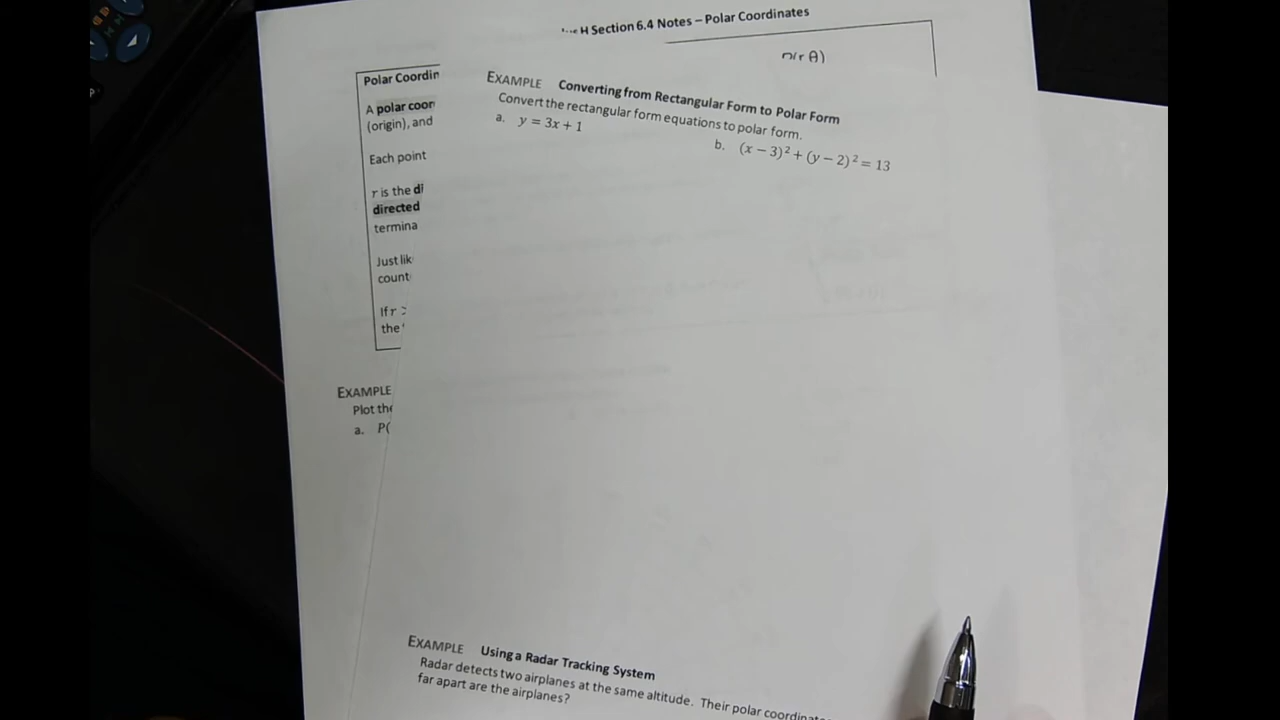 H Section 6.4 Notes – Polar Coordinates
(r, θ)
Polar Coordin
A polar coor
(origin), and
Each point
r is the di
directed
termina
Just lik
count
If r >
the
EXAMPLE
Plot the
a. P(
EXAMPLE Converting from Rectangular Form to Polar Form
Convert the rectangular form equations to polar form.
a. y = 3x + 1
b. (x − 3)² + (y − 2)² = 13
EXAMPLE Using a Radar Tracking System
Radar detects two airplanes at the same altitude. Their polar coordinate
far apart are the airplanes?